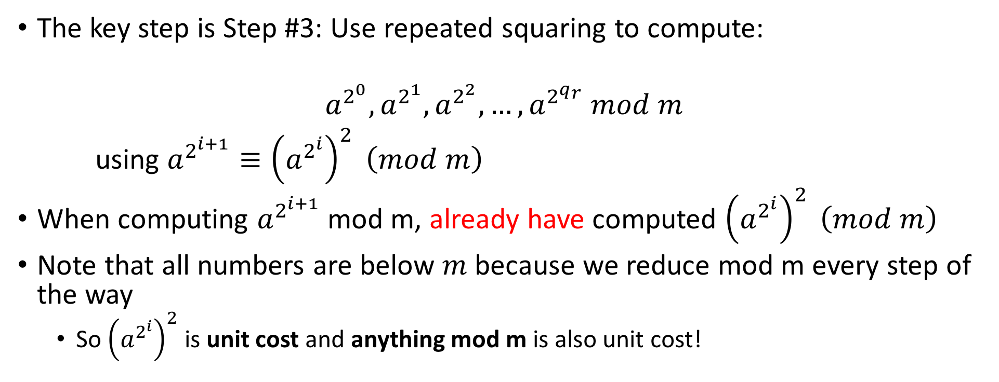 • The key step is Step #3: Use repeated squaring to compute:
$a^{2^0}, a^{2^1}, a^{2^2}, \ldots, a^{2^{q_r}} \ mod \ m$
using $a^{2^{i+1}} \equiv \left(a^{2^i}\right)^2 \ (mod \ m)$
• When computing $a^{2^{i+1}}$ mod m, already have computed $\left(a^{2^i}\right)^2 \ (mod \ m)$
• Note that all numbers are below $m$ because we reduce mod m every step of
the way
• So $\left(a^{2^i}\right)^2$ is unit cost and anything mod m is also unit cost!